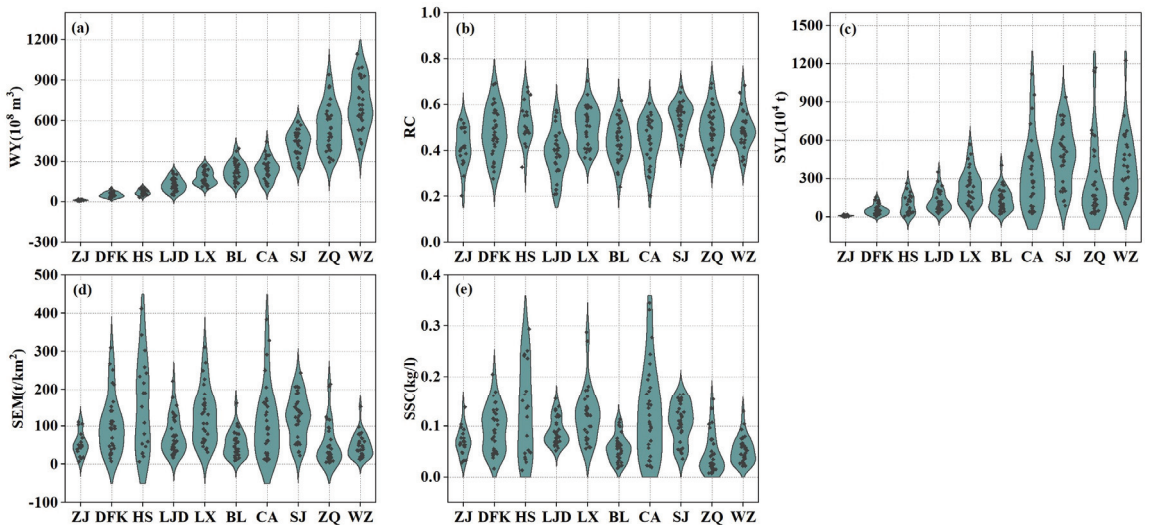 (a)
WY(10⁸ m³)
1200
900
600
300
0
-300
ZJ DFK HS LJD LX BL CA SJ ZQ WZ
(b)
RC
1.0
0.8
0.6
0.4
0.2
0.0
ZJ DFK HS LJD LX BL CA SJ ZQ WZ
(c)
SYL(10⁴ t)
1500
1200
900
600
300
0
ZJ DFK HS LJD LX BL CA SJ ZQ WZ
(d)
SEM(t/km²)
500
400
300
200
100
0
-100
ZJ DFK HS LJD LX BL CA SJ ZQ WZ
(e)
SSC(kg/l)
0.4
0.3
0.2
0.1
0.0
ZJ DFK HS LJD LX BL CA SJ ZQ WZ